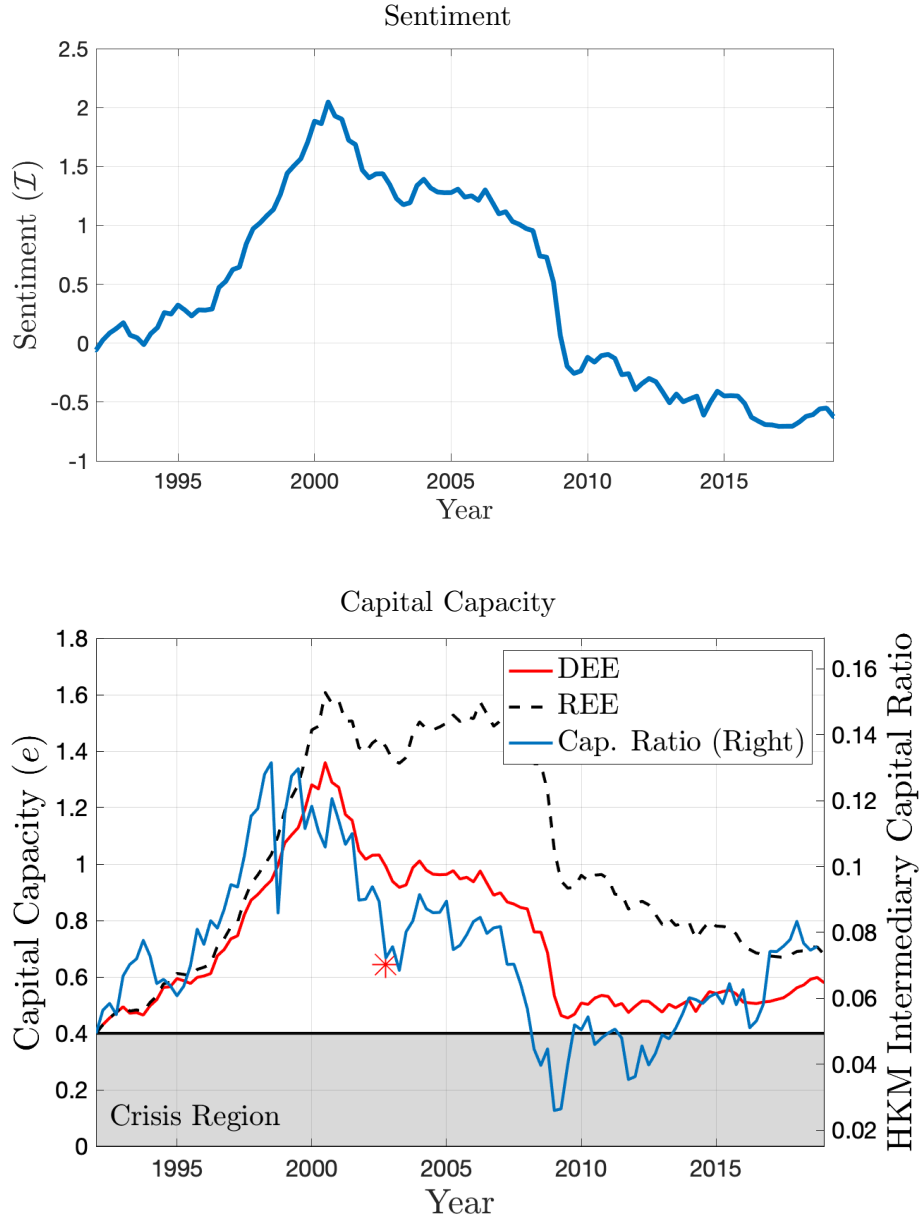 Sentiment
2.5
2
1.5
1
0.5
0
-0.5
-1
Sentiment (ℐ)
1995 2000 2005 2010 2015
Year
Capital Capacity
1.8
1.6
1.4
1.2
1
0.8
0.6
0.4
0.2
0
Capital Capacity (e)
DEE
REE
Cap. Ratio (Right)
Crisis Region
0.16
0.14
0.12
0.1
0.08
0.06
0.04
0.02
HKM Intermediary Capital Ratio
1995 2000 2005 2010 2015
Year